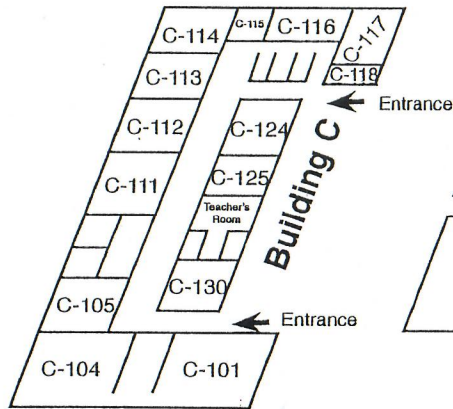 C-114
C-115
C-116
C-117
C-118
C-113
Entrance
C-112
C-124
C-111
C-125
Teacher's
Room
Building C
C-130
C-105
Entrance
C-104
C-101